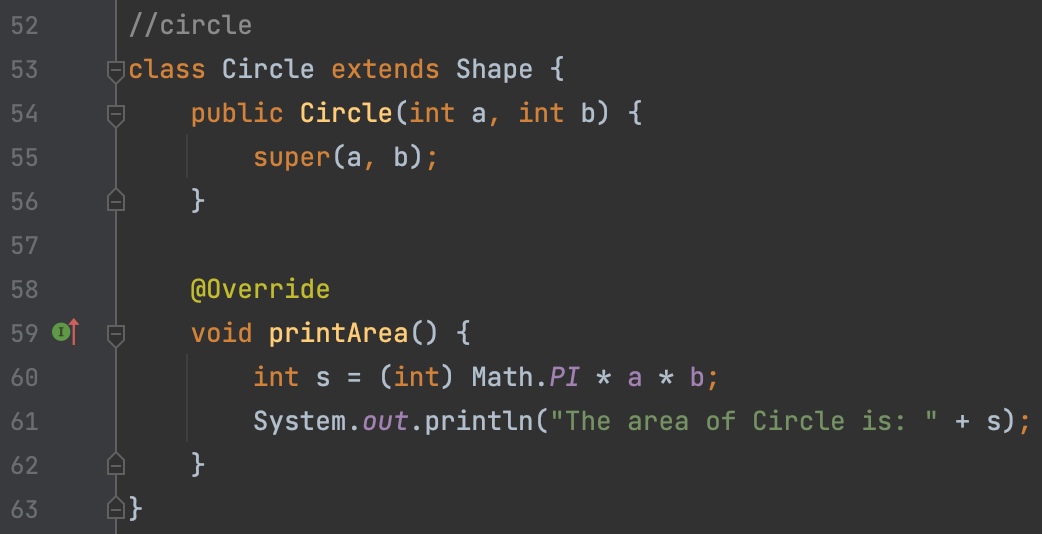 52 //circle
53 class Circle extends Shape {
54     public Circle(int a, int b) {
55         super(a, b);
56     }
57
58     @Override
59     void printArea() {
60         int s = (int) Math.PI * a * b;
61         System.out.println("The area of Circle is: " + s);
62     }
63 }